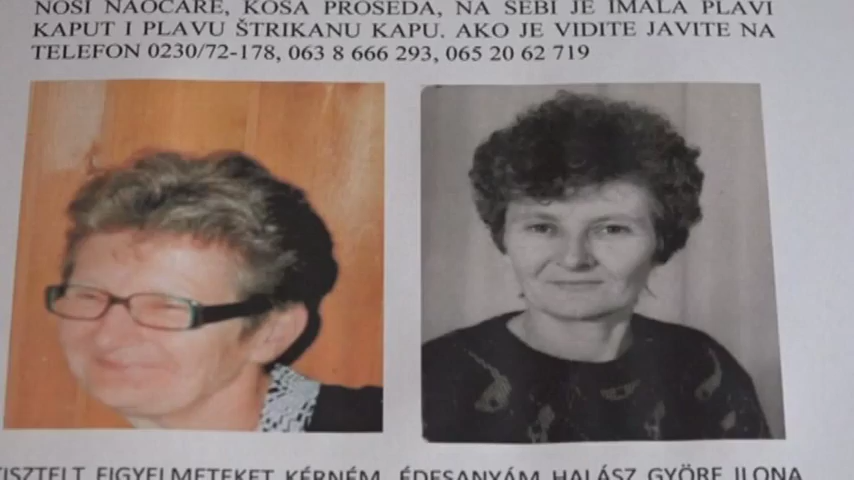 NOSI NAOČARE, KOSA PROSEDA, NA SEBI JE IMALA PLAVI
KAPUT I PLAVU ŠTRIKANU KAPU. AKO JE VIDITE JAVITE NA
TELEFON 0230/72-178, 063 8 666 293, 065 20 62 719
TISZTELT FIGYELMETEKET KÉRNÉM, ÉDESANYÁM HALÁSZ GYÖRE ILONA